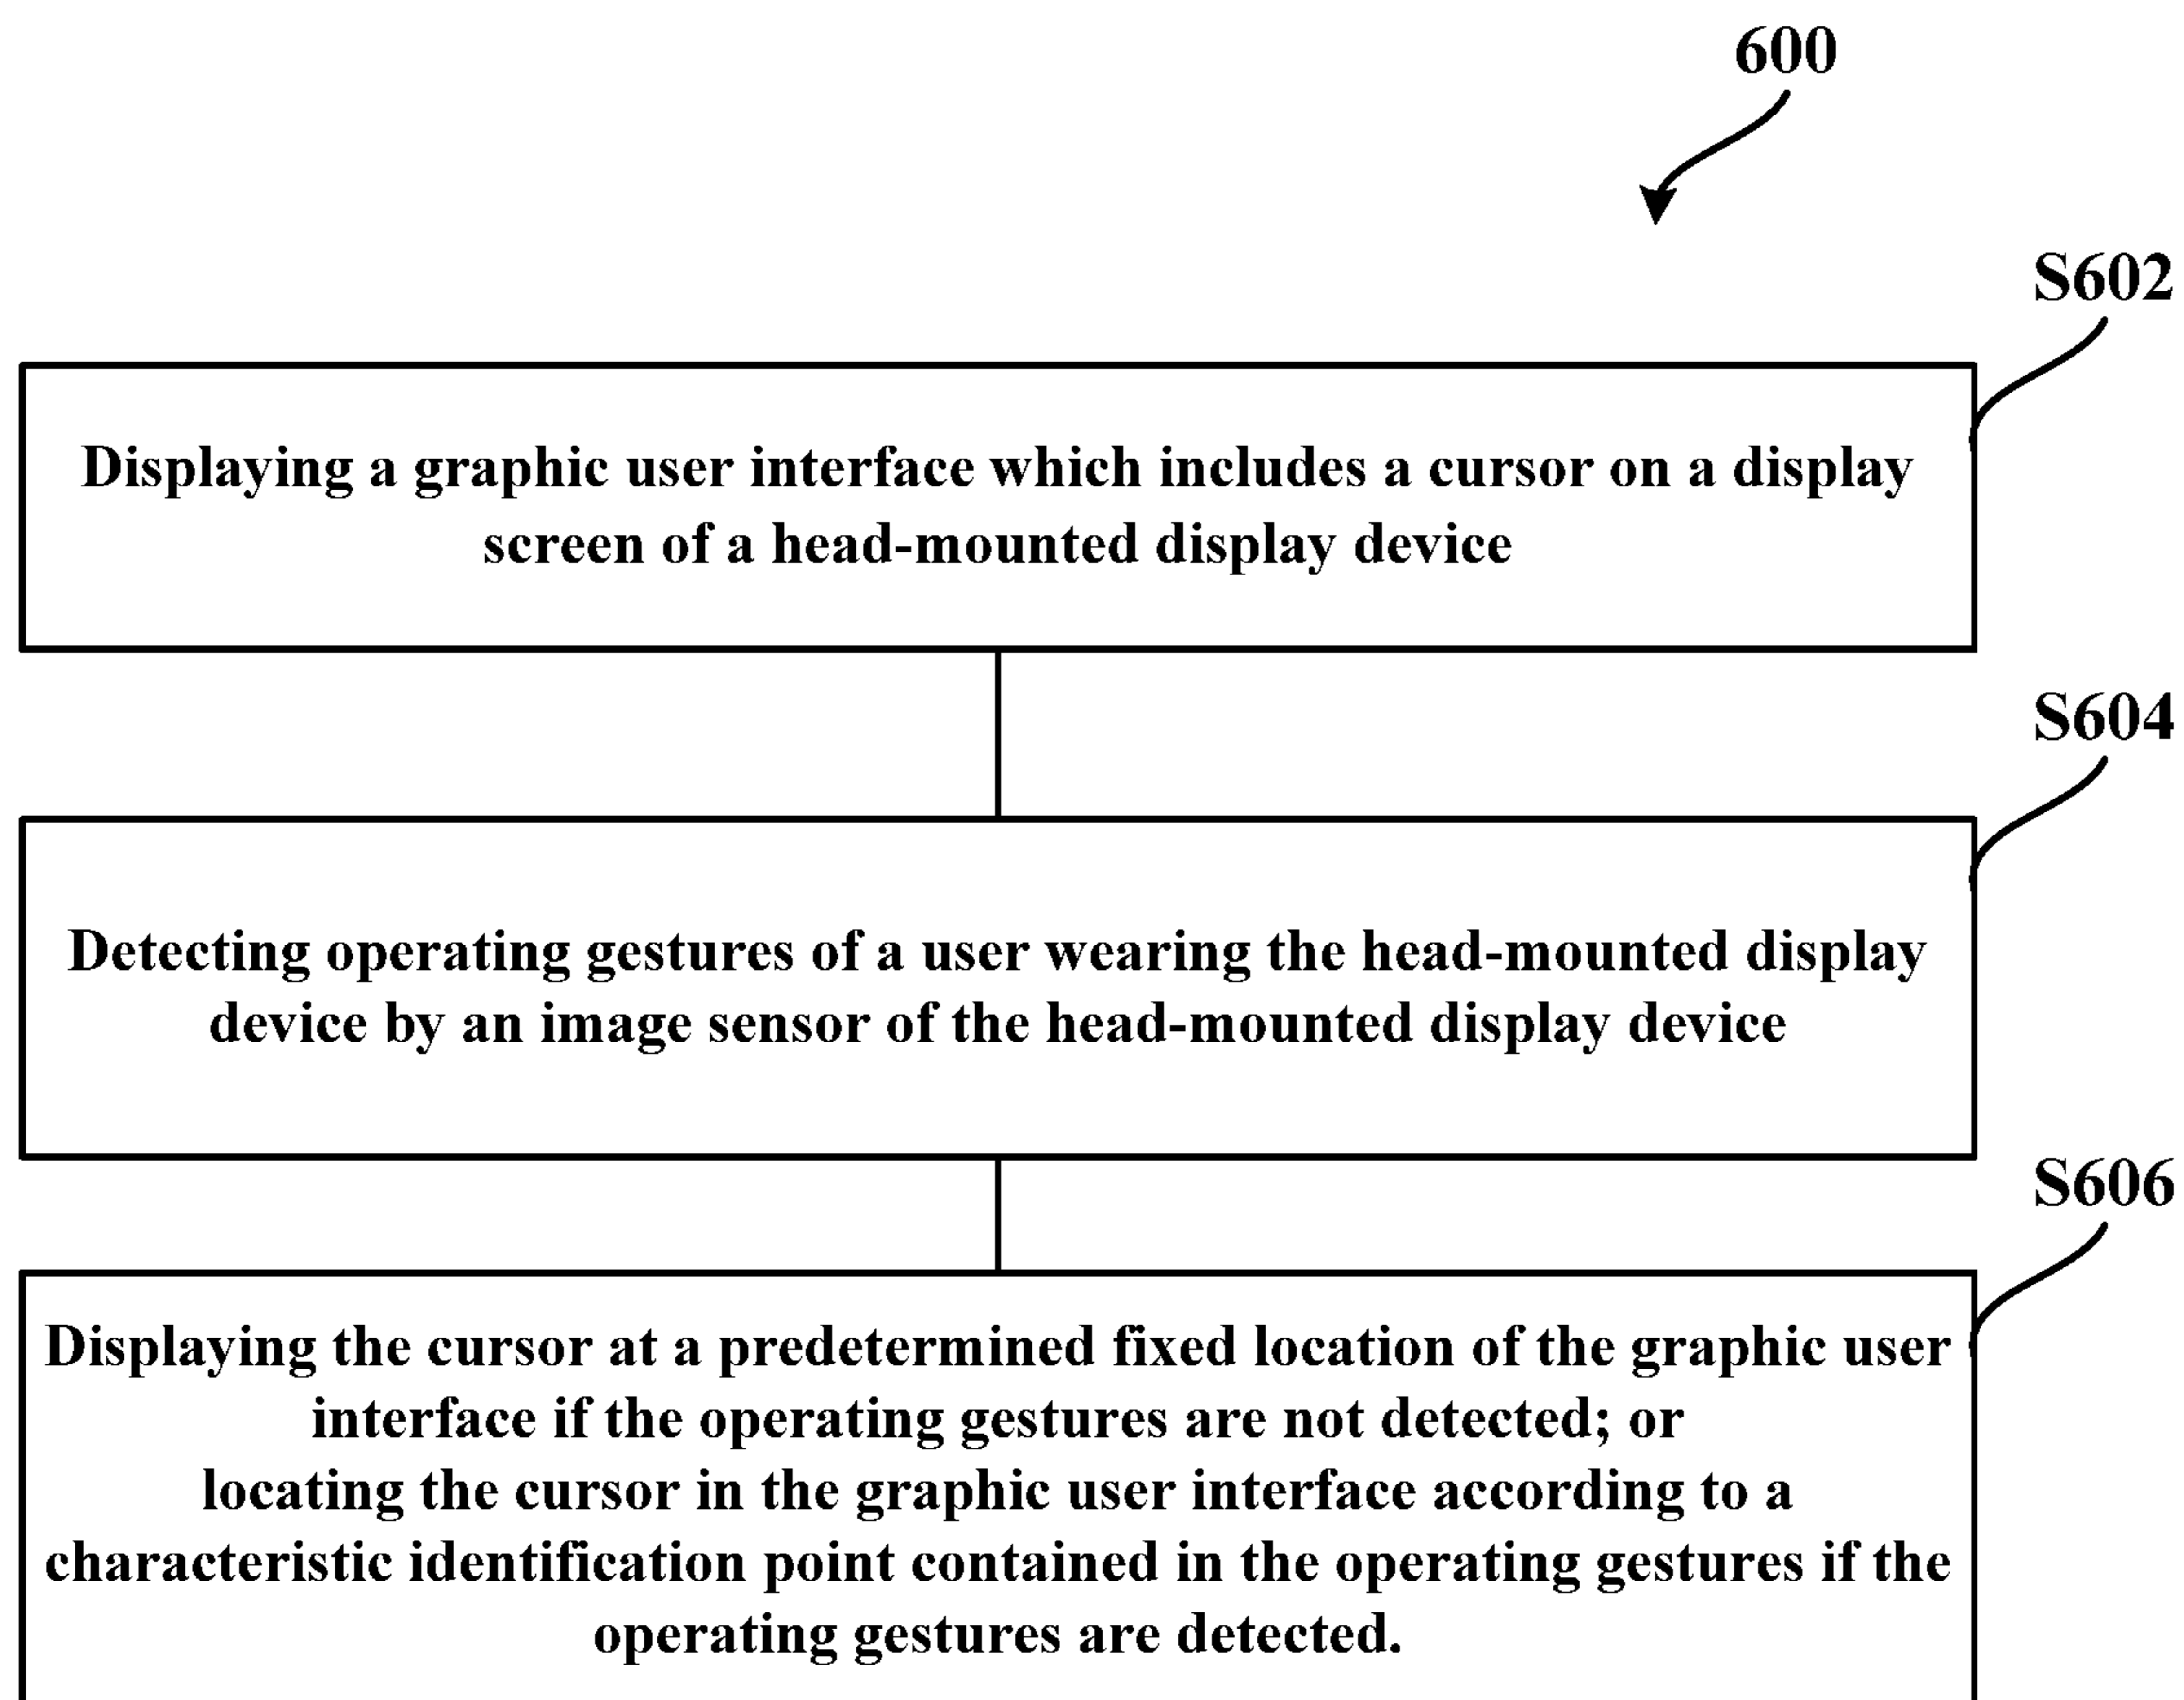 600
S602
Displaying a graphic user interface which includes a cursor on a display
screen of a head-mounted display device
S604
Detecting operating gestures of a user wearing the head-mounted display
device by an image sensor of the head-mounted display device
S606
Displaying the cursor at a predetermined fixed location of the graphic user
interface if the operating gestures are not detected; or
locating the cursor in the graphic user interface according to a
characteristic identification point contained in the operating gestures if the
operating gestures are detected.